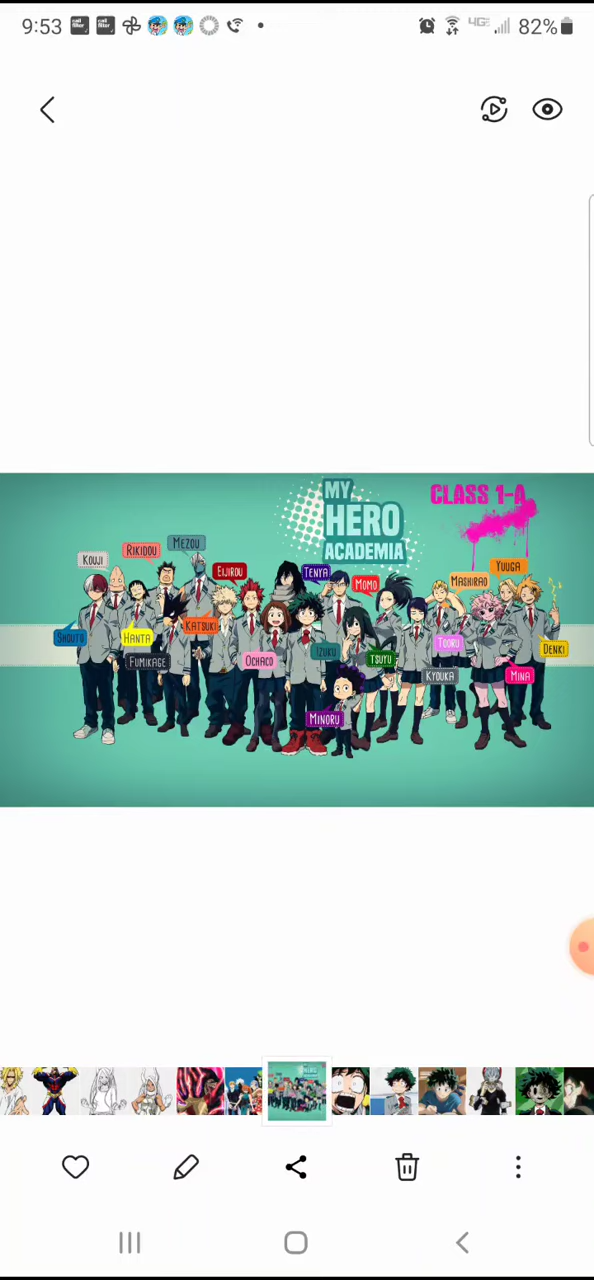 9:53
82%
MY
HERO
ACADEMIA
CLASS 1-A
KOUJI
RIKIDOU
MEZOU
EIJIROU
TENYA
MOMO
MASHIRAO
YUUGA
SHOUTO
HANTA
FUMIKAGE
KATSUKI
OCHACO
IZUKU
TSUYU
TOORU
KYOUKA
MINA
DENKI
MINORU